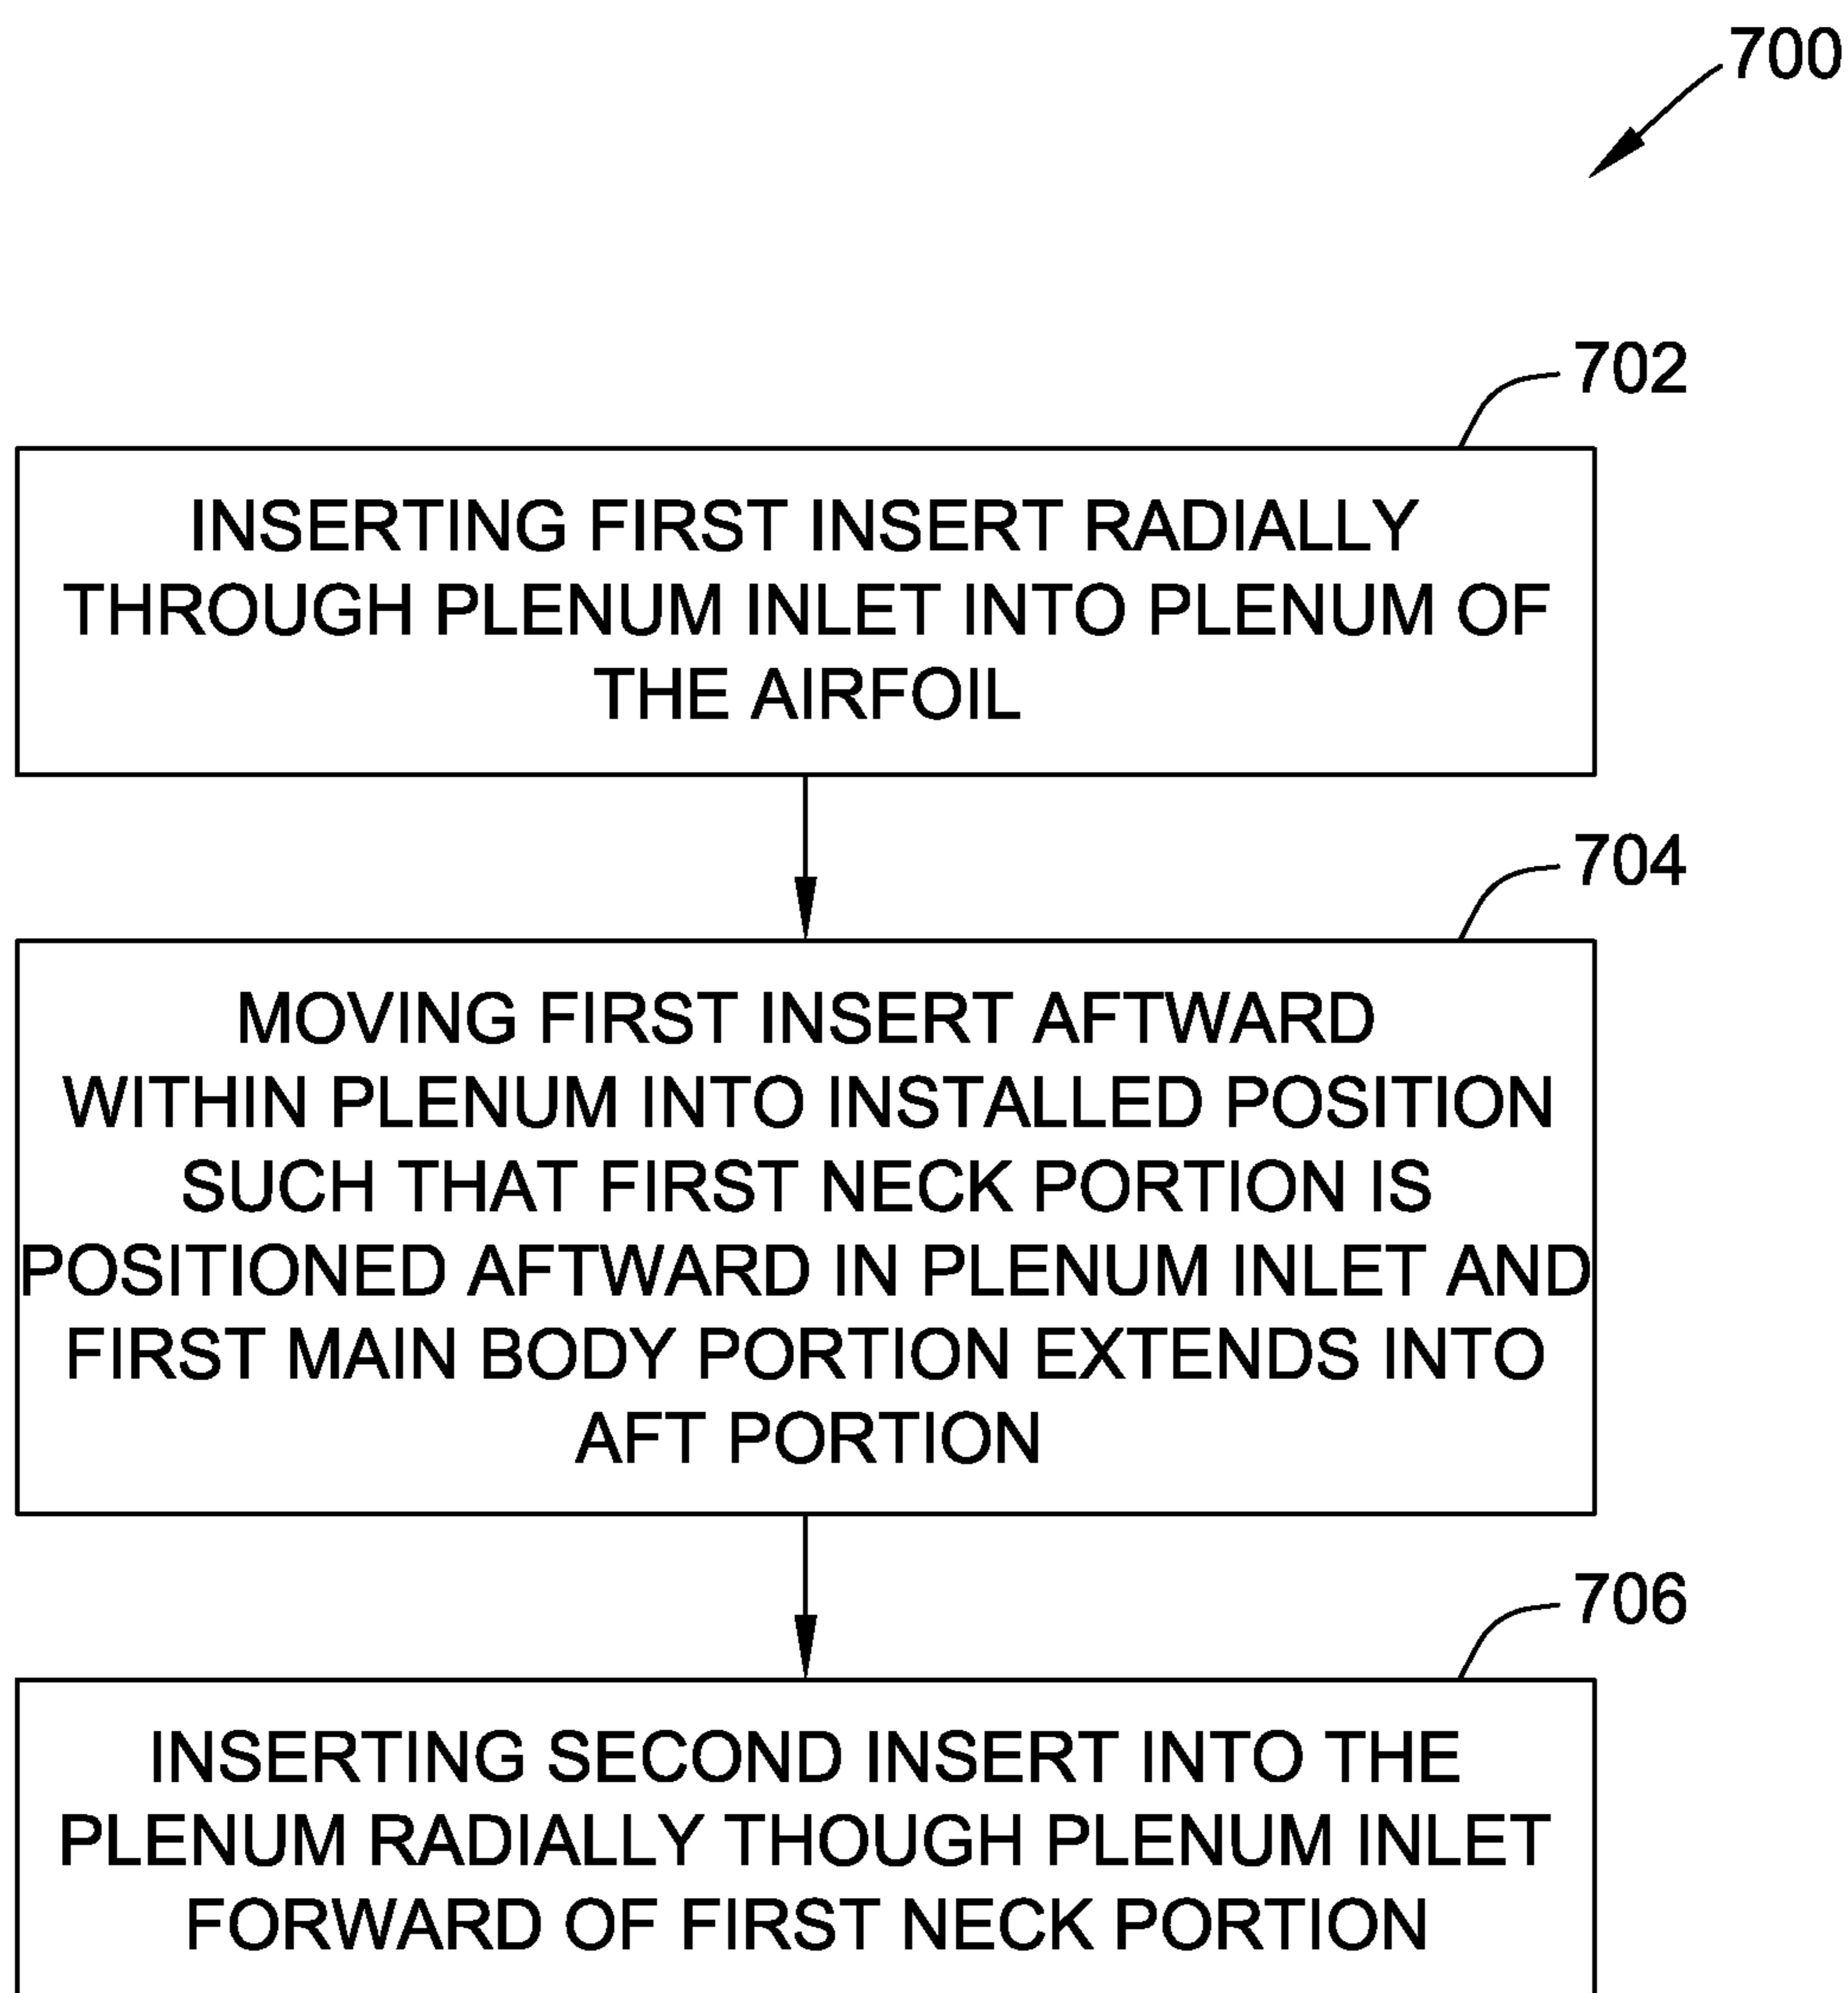 700
702
INSERTING FIRST INSERT RADIALLY
THROUGH PLENUM INLET INTO PLENUM OF
THE AIRFOIL
704
MOVING FIRST INSERT AFTWARD
WITHIN PLENUM INTO INSTALLED POSITION
SUCH THAT FIRST NECK PORTION IS
POSITIONED AFTWARD IN PLENUM INLET AND
FIRST MAIN BODY PORTION EXTENDS INTO
AFT PORTION
706
INSERTING SECOND INSERT INTO THE
PLENUM RADIALLY THOUGH PLENUM INLET
FORWARD OF FIRST NECK PORTION